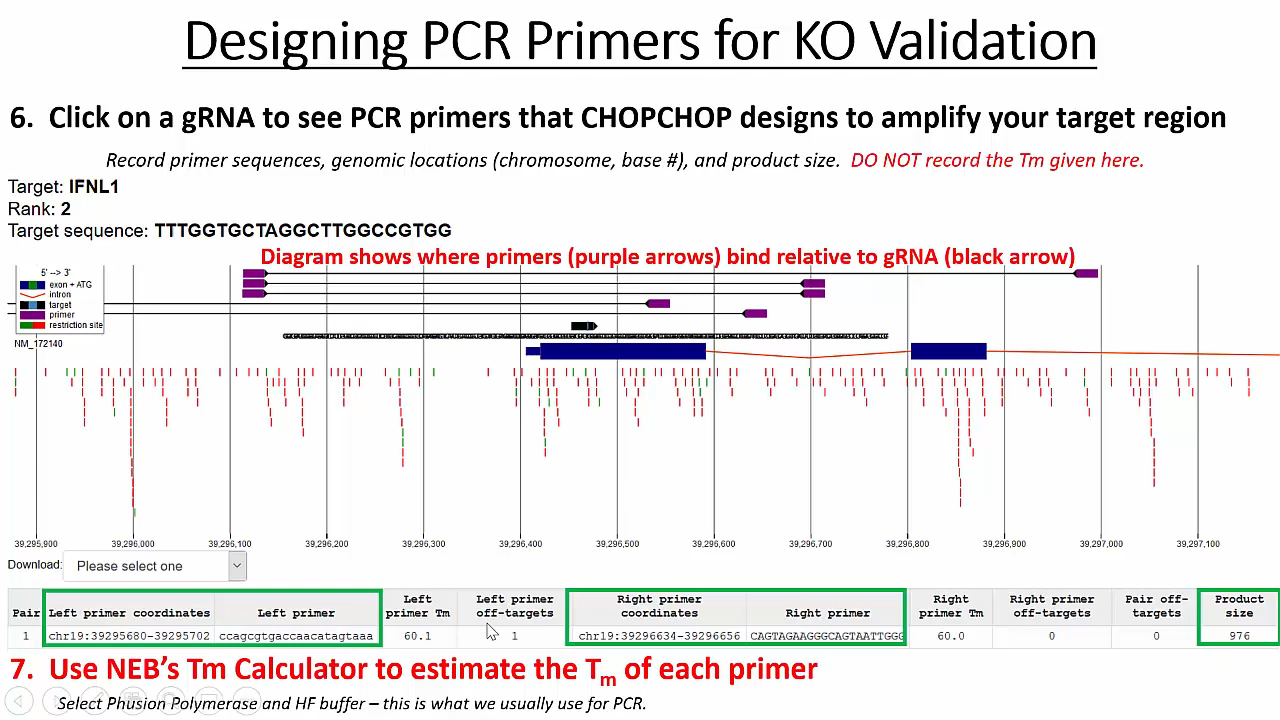 Designing PCR Primers for KO Validation
6. Click on a gRNA to see PCR primers that CHOPCHOP designs to amplify your target region
Record primer sequences, genomic locations (chromosome, base #), and product size. DO NOT record the Tm given here.
Target: IFNL1
Rank: 2
Target sequence: TTTGGTGCTAGGCTTGGCCGTGG
Diagram shows where primers (purple arrows) bind relative to gRNA (black arrow)
5' --> 3'
exon + ATG
intron
target
primer
restriction site
NM_172140
39,295,900 39,296,000 39,296,100 39,296,200 39,296,300 39,296,400 39,296,500 39,296,600 39,296,700 39,296,800 39,296,900 39,297,000 39,297,100
Download: Please select one
Pair Left primer coordinates Left primer Left primer Tm Left primer off-targets Right primer coordinates Right primer Right primer Tm Right primer off-targets Pair off-targets Product size
1 chr19:39295680-39295702 ccagcgtgaccaacatagtaaa 60.1 1 chr19:39296634-39296656 CAGTAGAAGGGCAGTAATTGGG 60.0 0 0 976
7. Use NEB's Tm Calculator to estimate the Tm of each primer
Select Phusion Polymerase and HF buffer – this is what we usually use for PCR.